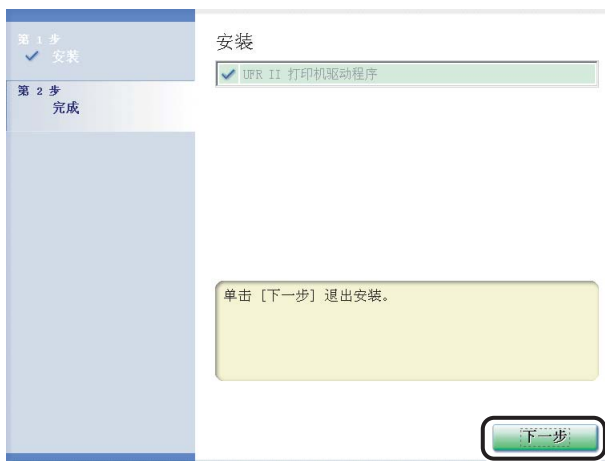 第 1 步
安装
第 2 步
完成
安装
UFR II 打印机驱动程序
单击 [下一步] 退出安装。
下一步